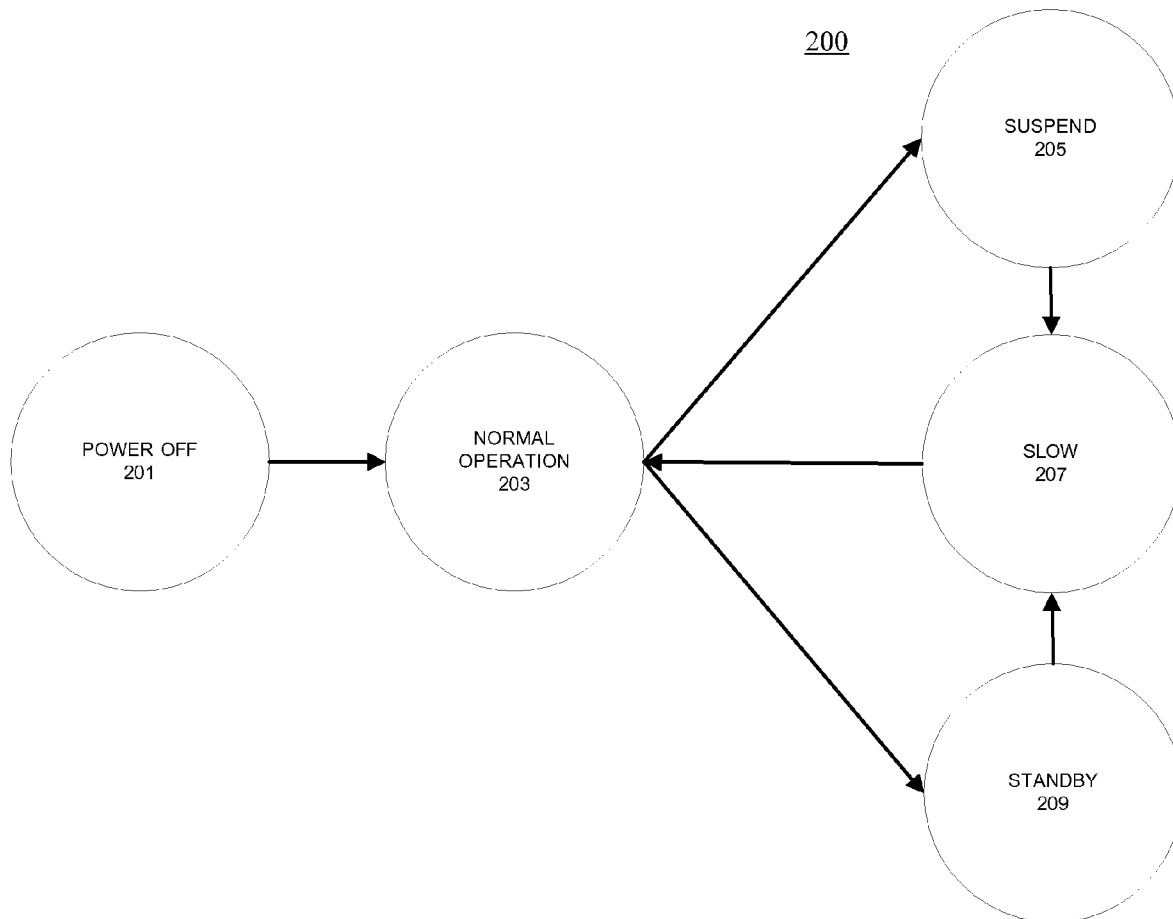 200
SUSPEND
205
POWER OFF
201
NORMAL
OPERATION
203
SLOW
207
STANDBY
209